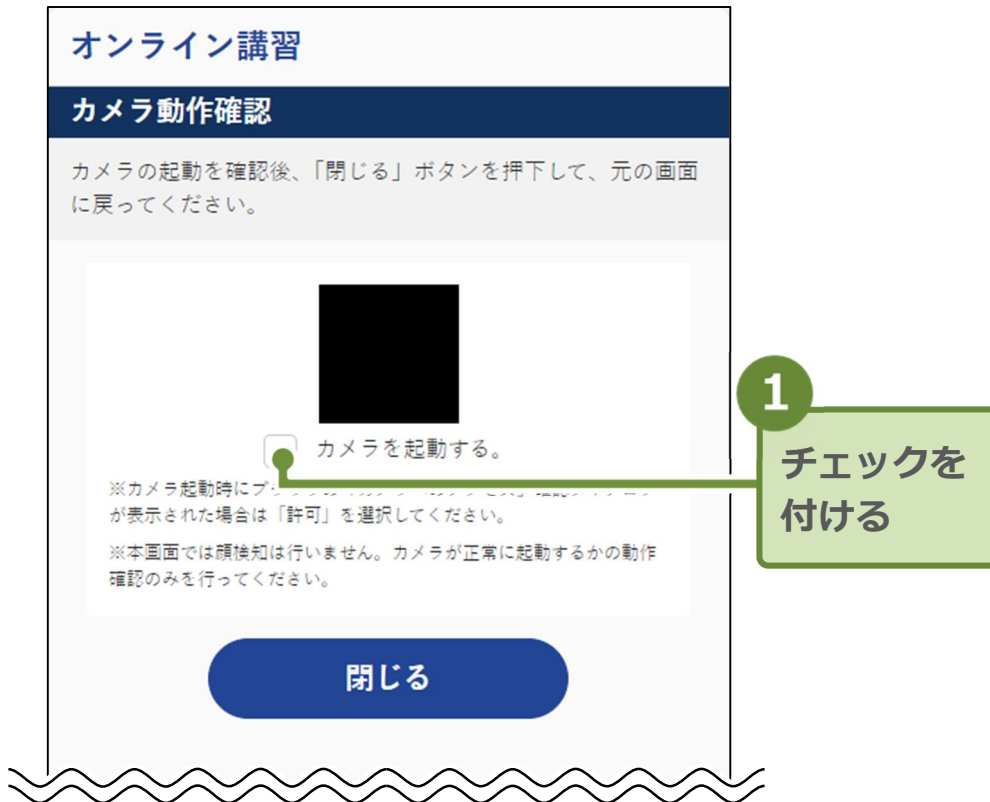 オンライン講習
カメラ動作確認
カメラの起動を確認後、「閉じる」ボタンを押下して、元の画面
に戻ってください。
カメラを起動する。
※カメラ起動時に
が表示された場合は「許可」を選択してください。
※本画面では顔検知は行いません。カメラが正常に起動するかの動作
確認のみを行ってください。
閉じる
1
チェックを
付ける